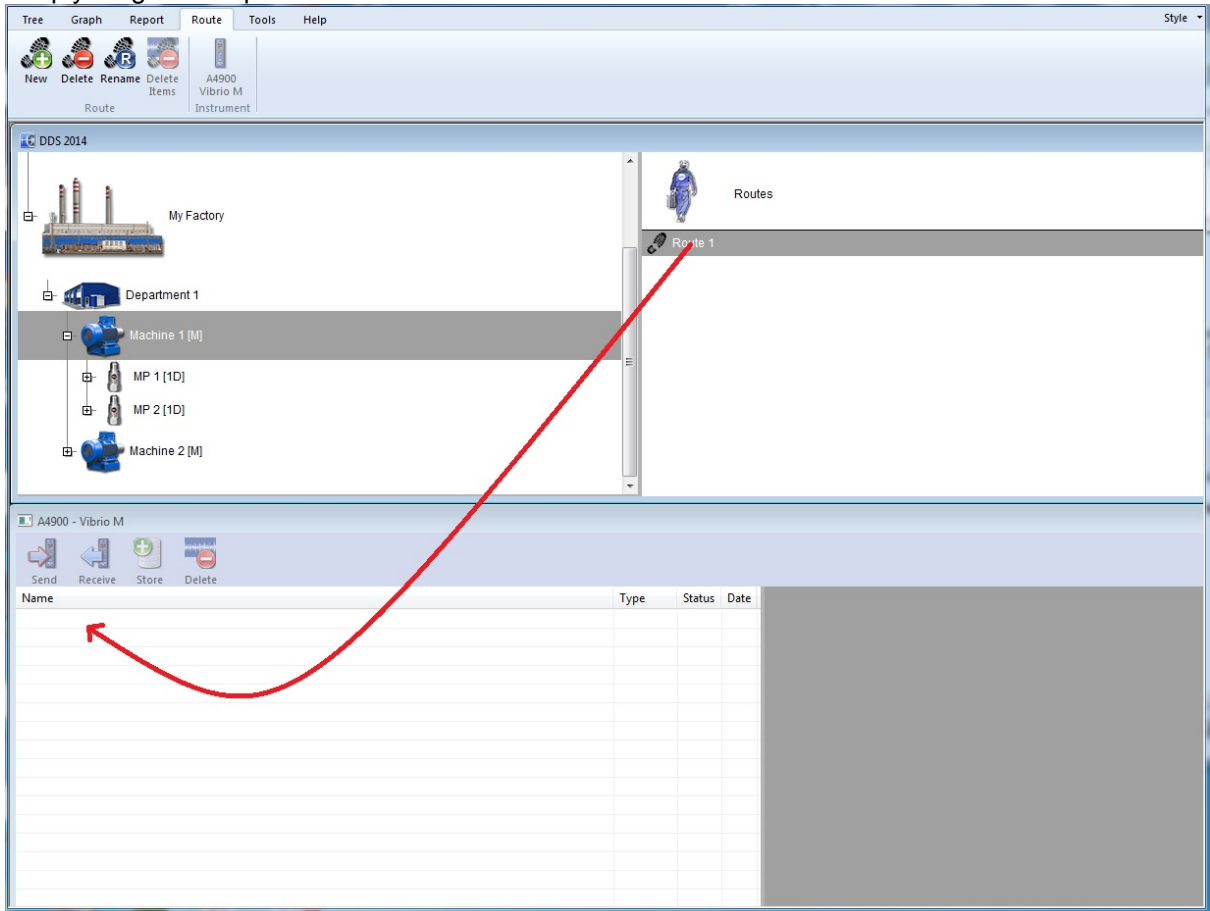 Tree Graph Report Route Tools Help Style
New Delete Rename Delete Items A4900 Vibrio M
Route Instrument
DDS 2014
My Factory
Department 1
Machine 1 [M]
MP 1 [1D]
MP 2 [1D]
Machine 2 [M]
Routes
Route 1
A4900 - Vibrio M
Send Receive Store Delete
Name Type Status Date